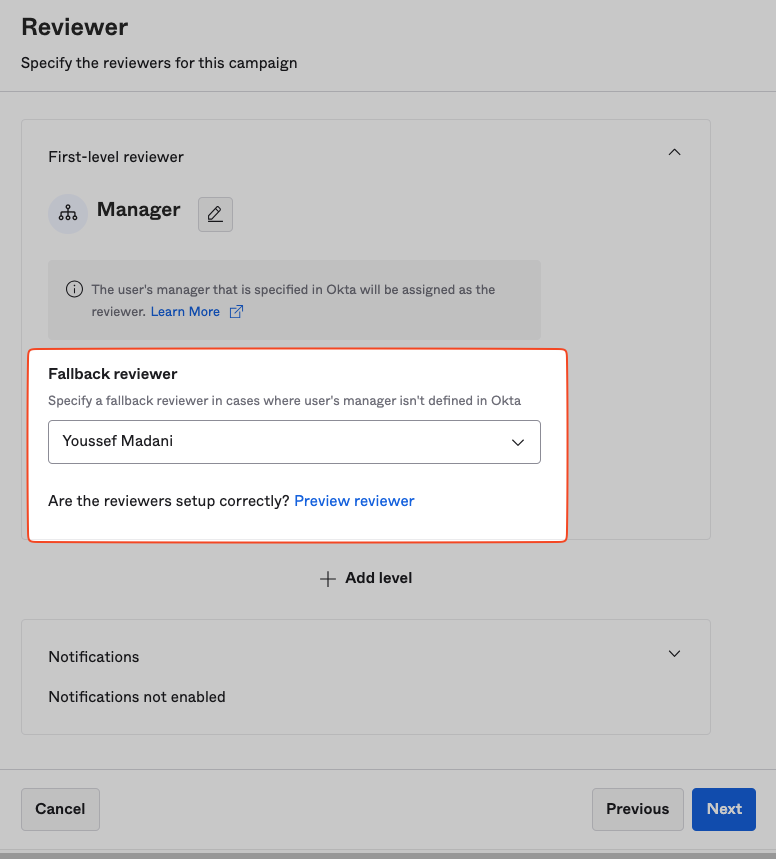 Reviewer
Specify the reviewers for this campaign
First-level reviewer
Manager
The user's manager that is specified in Okta will be assigned as the
reviewer. Learn More
Fallback reviewer
Specify a fallback reviewer in cases where user's manager isn't defined in Okta
Youssef Madani
Are the reviewers setup correctly? Preview reviewer
Add level
Notifications
Notifications not enabled
Cancel
Previous
Next